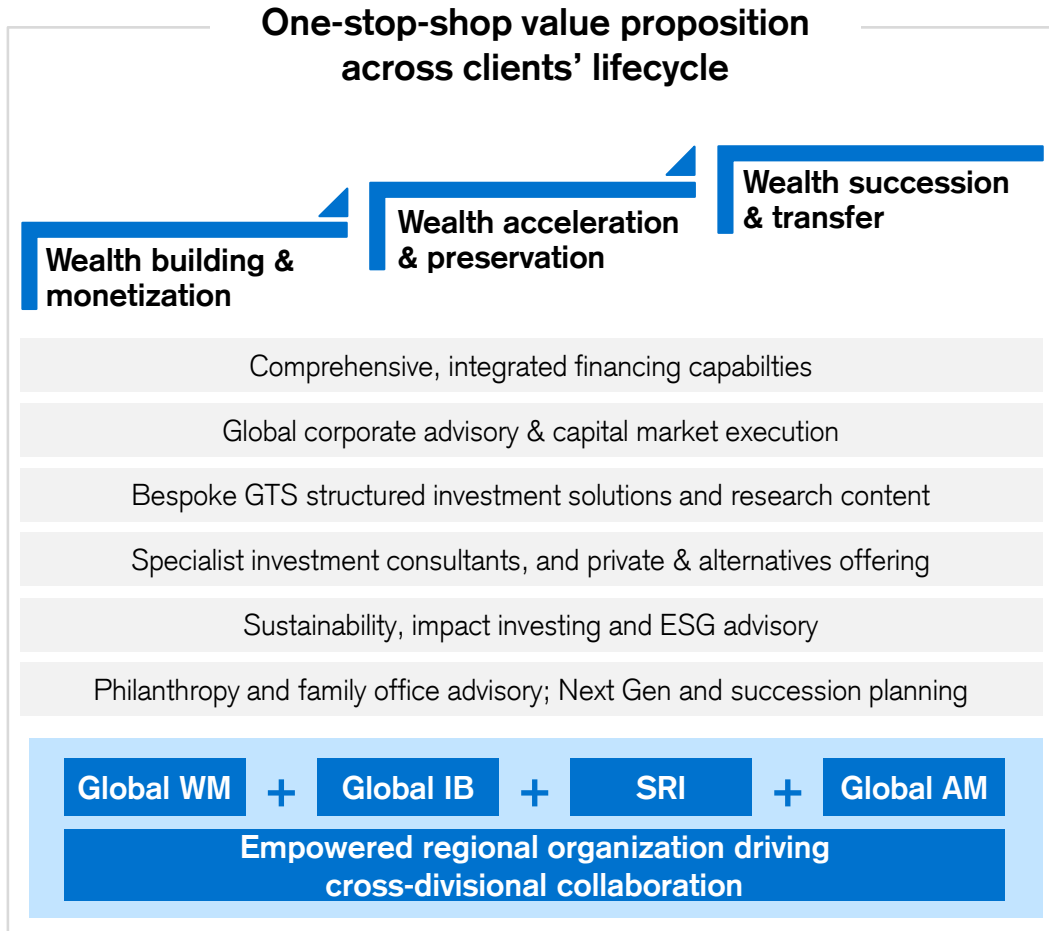 One-stop-shop value proposition
across clients’ lifecycle
Wealth building &
monetization
Wealth acceleration
& preservation
Wealth succession
& transfer
Comprehensive, integrated financing capabilties
Global corporate advisory & capital market execution
Bespoke GTS structured investment solutions and research content
Specialist investment consultants, and private & alternatives offering
Sustainability, impact investing and ESG advisory
Philanthropy and family office advisory; Next Gen and succession planning
Global WM + Global IB + SRI + Global AM
Empowered regional organization driving
cross-divisional collaboration